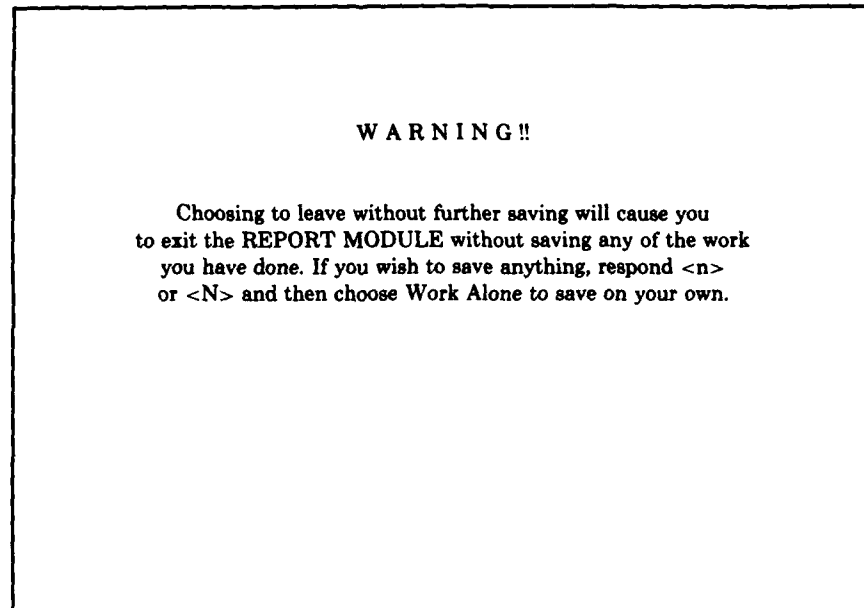 W A R N I N G !!
Choosing to leave without further saving will cause you
to exit the REPORT MODULE without saving any of the work
you have done. If you wish to save anything, respond <n>
or <N> and then choose Work Alone to save on your own.